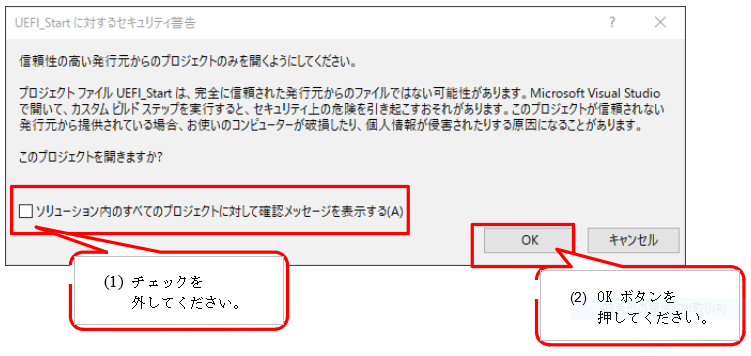 UEFI_Start に対するセキュリティ警告
信頼性の高い発行元からのプロジェクトのみを開くようにしてください。
プロジェクト ファイル UEFI_Start は、完全に信頼された発行元からのファイルではない可能性があります。Microsoft Visual Studio
で開いて、カスタム ビルド ステップを実行すると、セキュリティ上の危険を引き起こすおそれがあります。このプロジェクトが信頼されない
発行元から提供されている場合、お使いのコンピューターが破損したり、個人情報が侵害されたりする原因になることがあります。
このプロジェクトを開きますか?
ソリューション内のすべてのプロジェクトに対して確認メッセージを表示する(A)
OK
キャンセル
(1) チェックを
外してください。
(2) OK ボタンを
押してください。